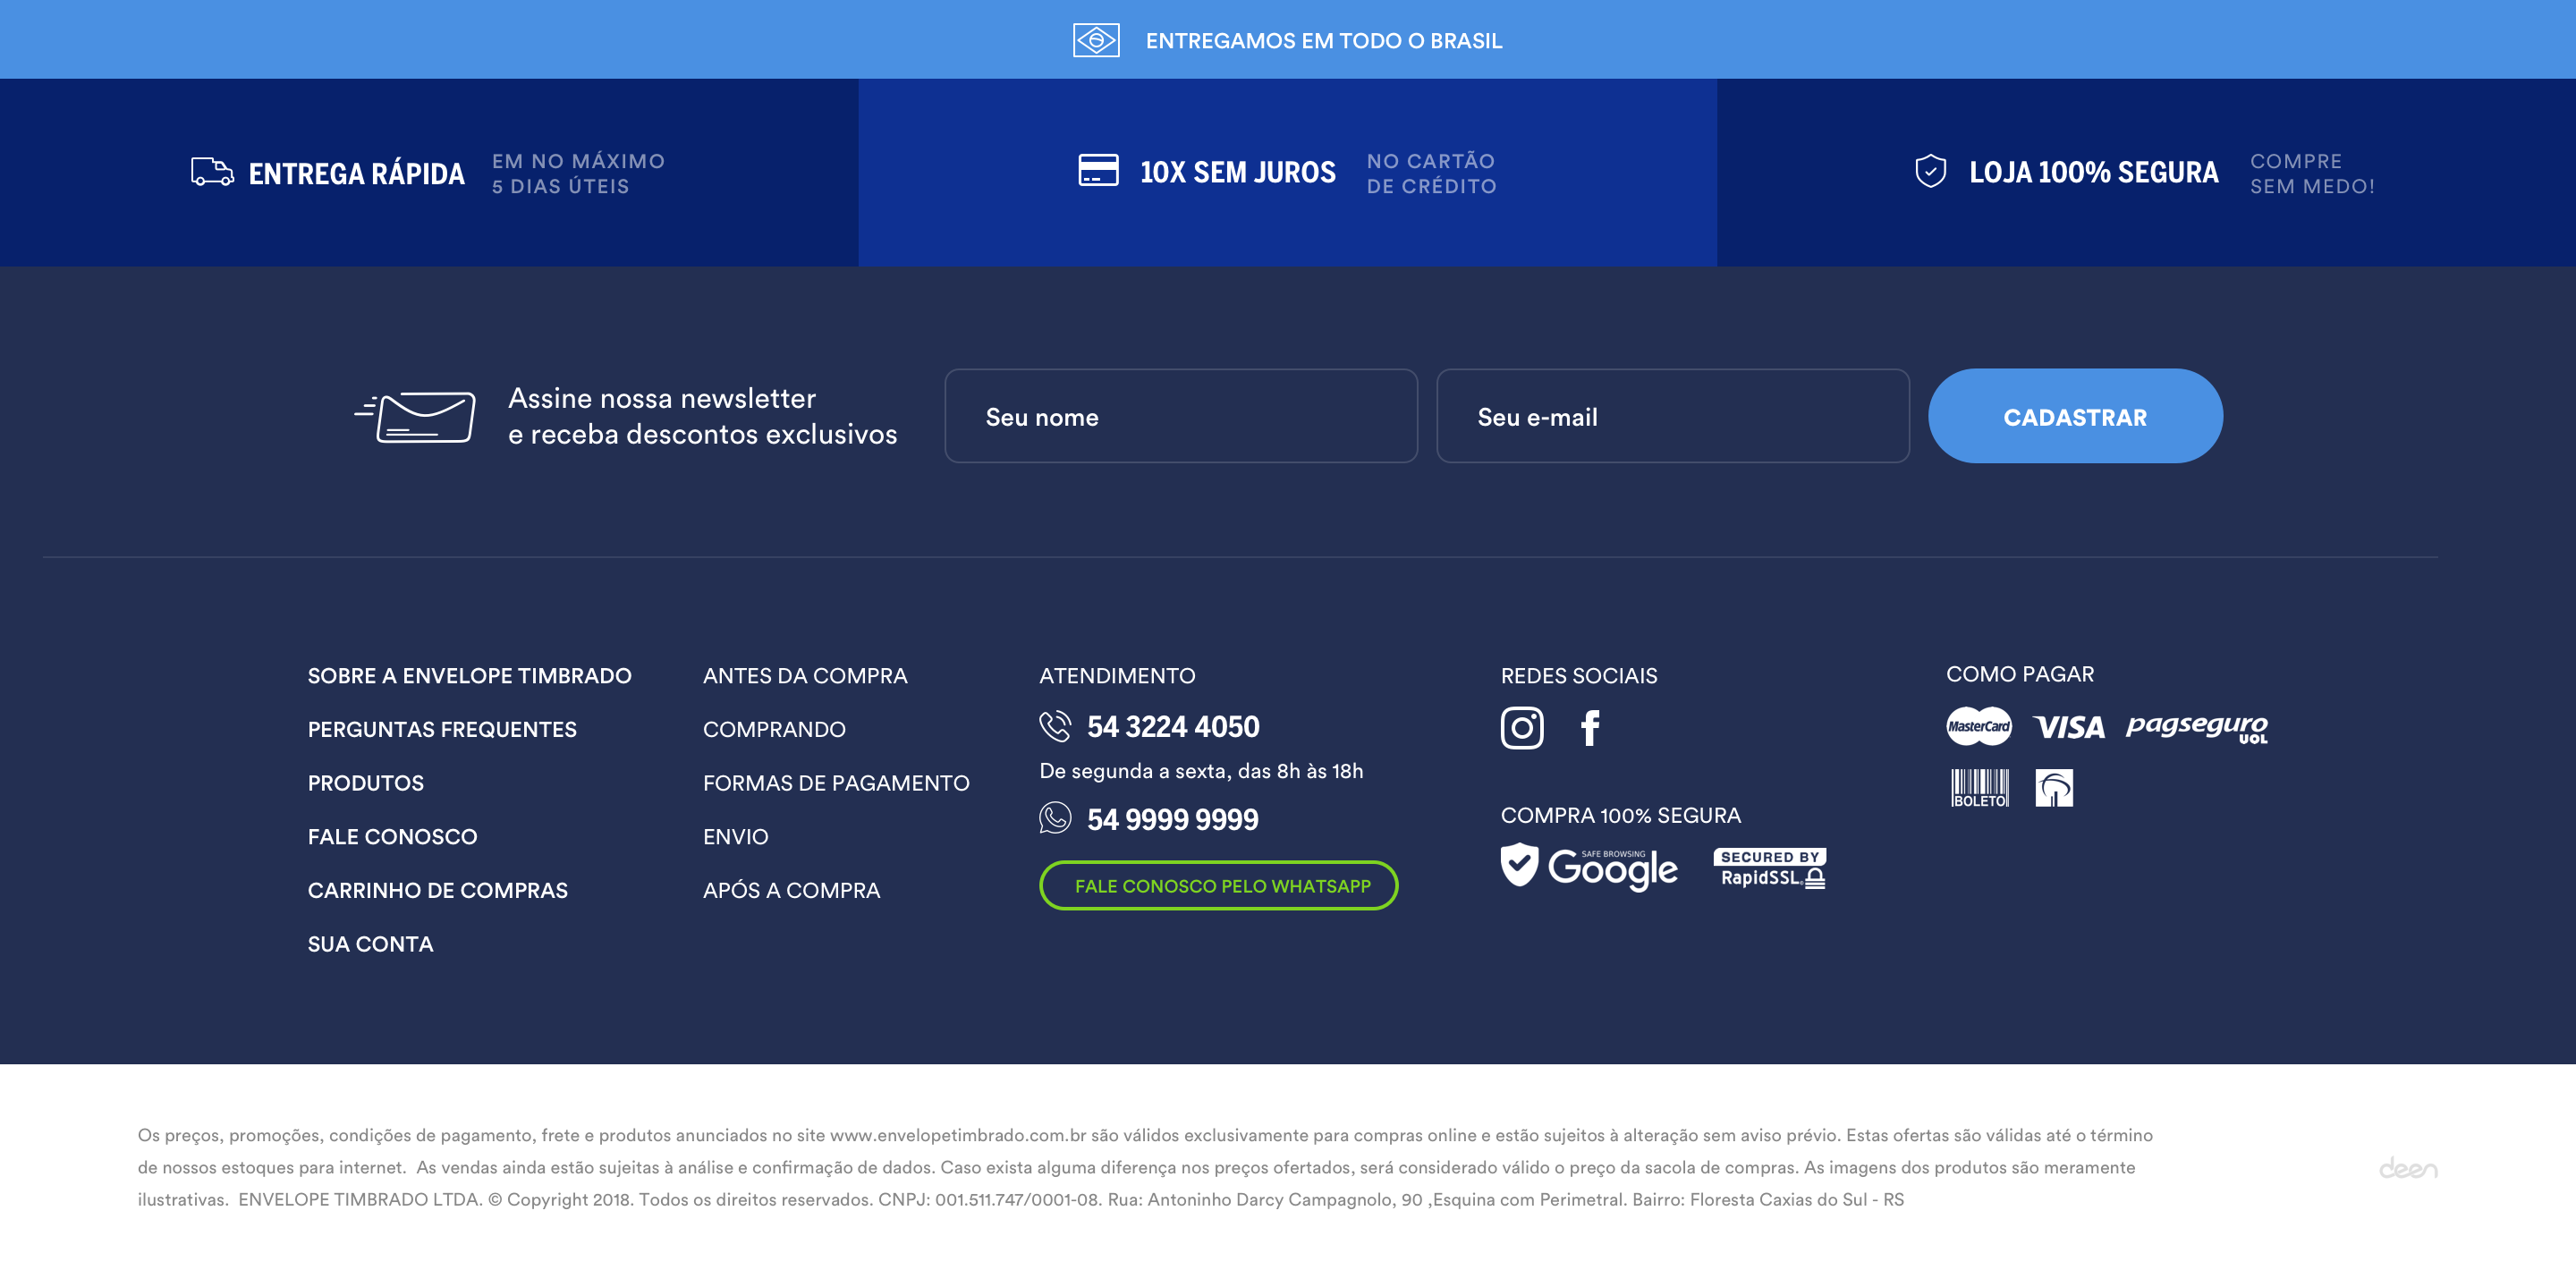 ENTREGAMOS EM TODO O BRASIL
ENTREGA RÁPIDA
EM NO MÁXIMO
5 DIAS ÚTEIS
10X SEM JUROS
NO CARTÃO
DE CRÉDITO
LOJA 100% SEGURA
COMPRE
SEM MEDO!
Assine nossa newsletter
e receba descontos exclusivos
Seu nome
Seu e-mail
CADASTRAR
SOBRE A ENVELOPE TIMBRADO
PERGUNTAS FREQUENTES
PRODUTOS
FALE CONOSCO
CARRINHO DE COMPRAS
SUA CONTA
ANTES DA COMPRA
COMPRANDO
FORMAS DE PAGAMENTO
ENVIO
APÓS A COMPRA
ATENDIMENTO
54 3224 4050
De segunda a sexta, das 8h às 18h
54 9999 9999
FALE CONOSCO PELO WHATSAPP
REDES SOCIAIS
COMPRA 100% SEGURA
SAFE BROWSING
Google
SECURED BY
RapidSSL
COMO PAGAR
MasterCard
VISA
pagseguro
UOL
BOLETO
Os preços, promoções, condições de pagamento, frete e produtos anunciados no site www.envelopetimbrado.com.br são válidos exclusivamente para compras online e estão sujeitos à alteração sem aviso prévio. Estas ofertas são válidas até o término
de nossos estoques para internet.  As vendas ainda estão sujeitas à análise e confirmação de dados. Caso exista alguma diferença nos preços ofertados, será considerado válido o preço da sacola de compras. As imagens dos produtos são meramente
ilustrativas.  ENVELOPE TIMBRADO LTDA. © Copyright 2018. Todos os direitos reservados. CNPJ: 001.511.747/0001-08. Rua: Antoninho Darcy Campagnolo, 90 ,Esquina com Perimetral. Bairro: Floresta Caxias do Sul - RS
deen